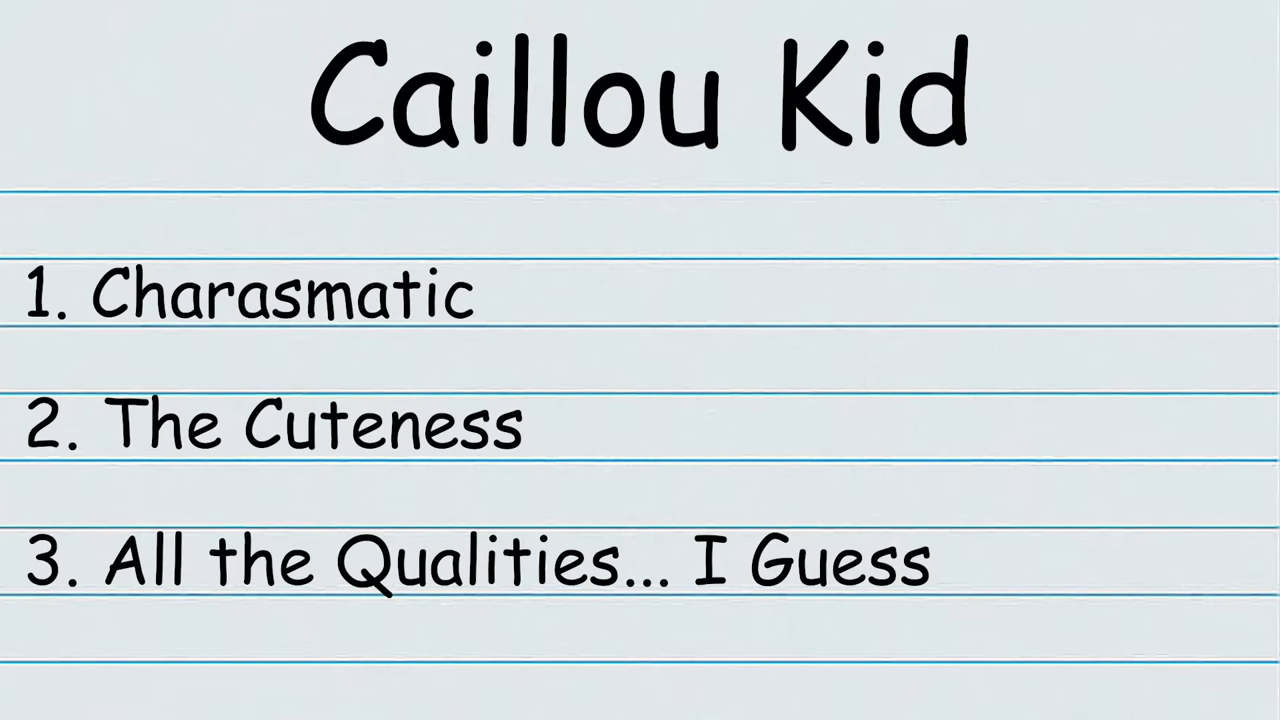 Caillou Kid
1. Charasmatic
2. The Cuteness
3. All the Qualities... I Guess